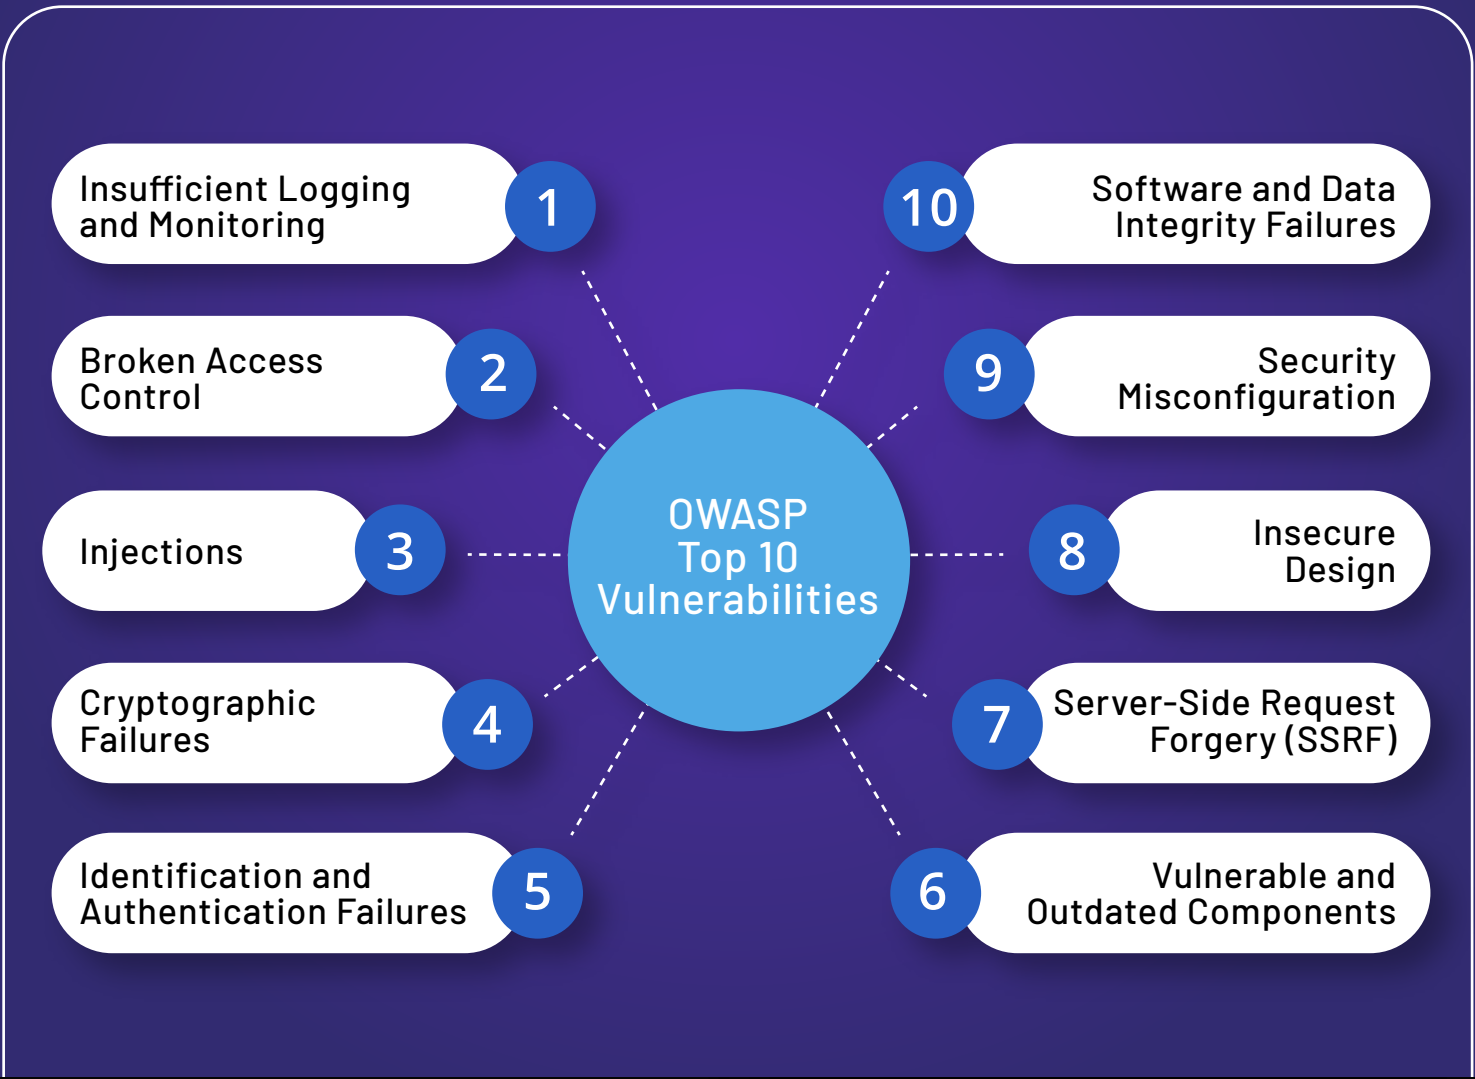 Insufficient Logging
and Monitoring
1
Broken Access
Control
2
Injections
3
Cryptographic
Failures
4
Identification and
Authentication Failures
5
OWASP
Top 10
Vulnerabilities
10
Software and Data
Integrity Failures
9
Security
Misconfiguration
8
Insecure
Design
7
Server-Side Request
Forgery (SSRF)
6
Vulnerable and
Outdated Components